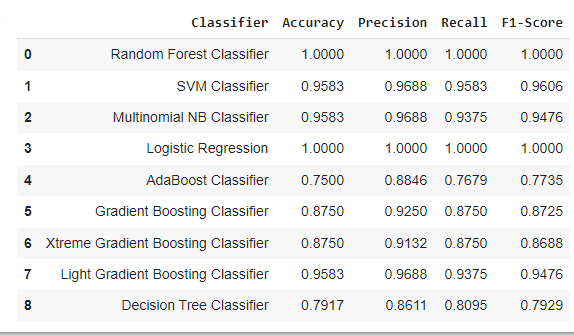 Classifier Accuracy Precision Recall F1-Score
0 Random Forest Classifier 1.0000 1.0000 1.0000 1.0000
1 SVM Classifier 0.9583 0.9688 0.9583 0.9606
2 Multinomial NB Classifier 0.9583 0.9688 0.9375 0.9476
3 Logistic Regression 1.0000 1.0000 1.0000 1.0000
4 AdaBoost Classifier 0.7500 0.8846 0.7679 0.7735
5 Gradient Boosting Classifier 0.8750 0.9250 0.8750 0.8725
6 Xtreme Gradient Boosting Classifier 0.8750 0.9132 0.8750 0.8688
7 Light Gradient Boosting Classifier 0.9583 0.9688 0.9375 0.9476
8 Decision Tree Classifier 0.7917 0.8611 0.8095 0.7929